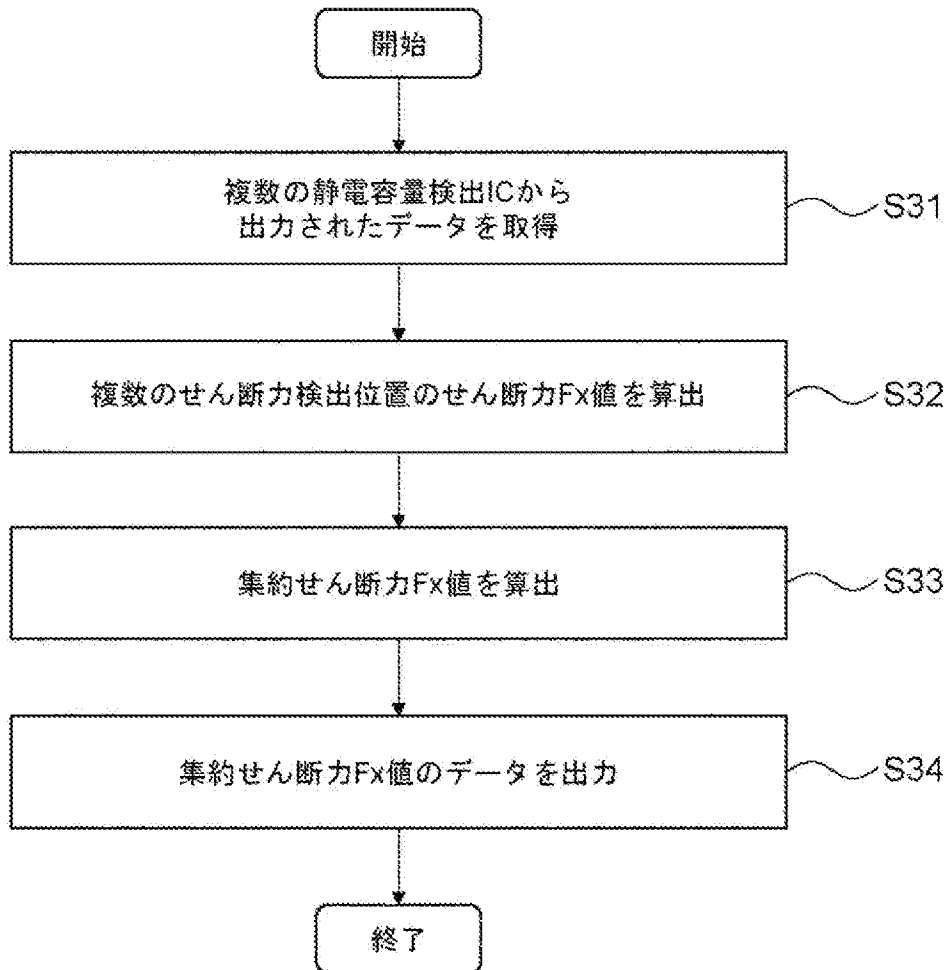 開始
複数の静電容量検出ICから
出力されたデータを取得
S31
複数のせん断力検出位置のせん断力Fx値を算出
S32
集約せん断力Fx値を算出
S33
集約せん断力Fx値のデータを出力
S34
終了